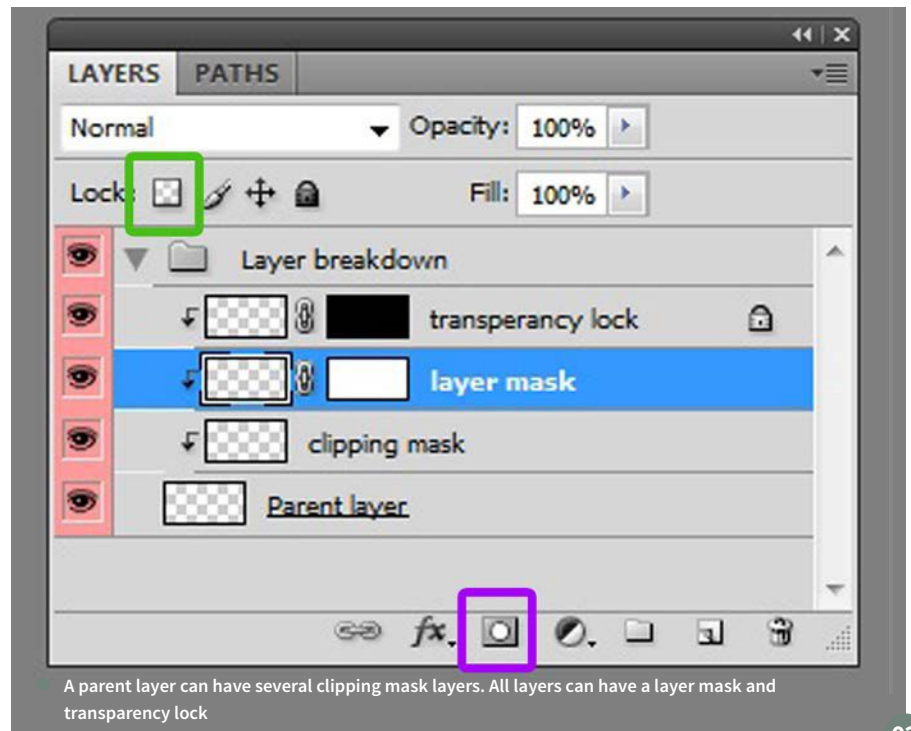 LAYERS PATHS
Normal Opacity: 100%
Lock: Fill: 100%
Layer breakdown
transperancy lock
layer mask
clipping mask
Parent layer
fx.
A parent layer can have several clipping mask layers. All layers can have a layer mask and
transparency lock